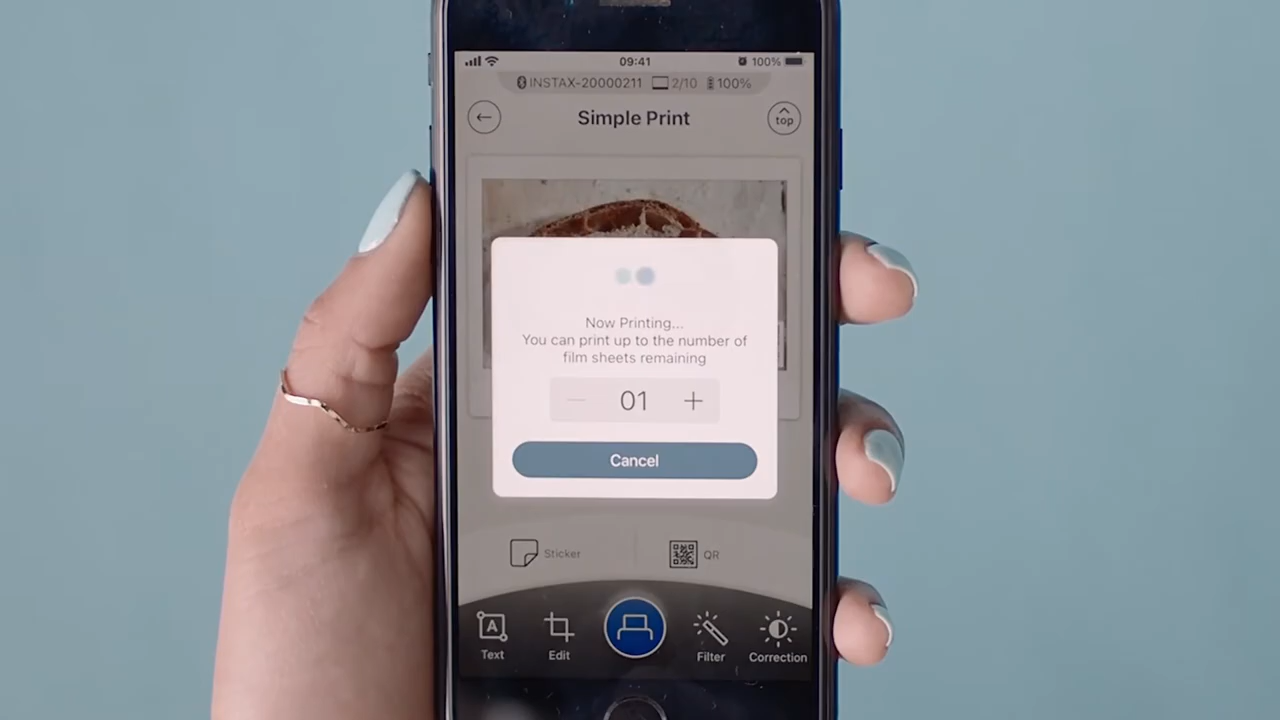 09:41
100%
INSTAX-20000211
2/10
100%
Simple Print
top
Now Printing...
You can print up to the number of
film sheets remaining
01
Cancel
Sticker
QR
A
Text
Edit
Filter
Correction